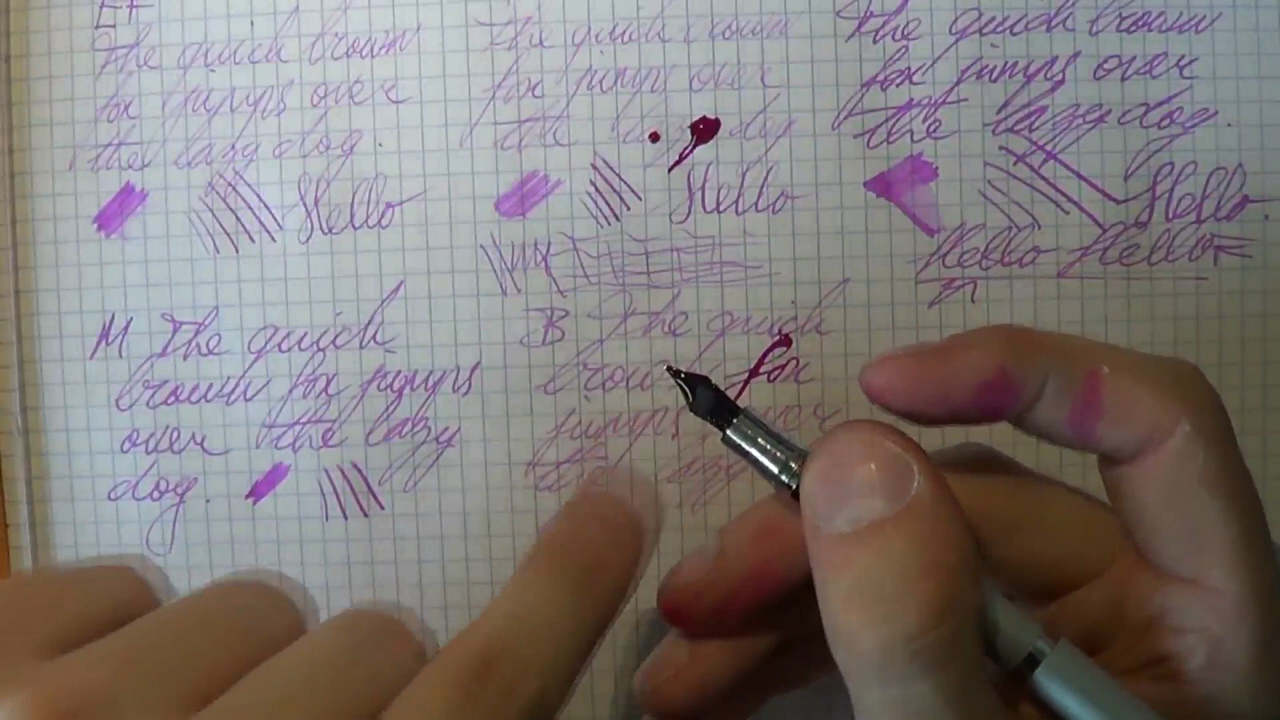 EF
The quick brown
fox jumps over
the lazy dog.
Hello
The quick brown
fox jumps over
the lazy dog
Hello
The quick brown
fox jumps over
the lazy dog.
Hello
Hello Hello
M The quick
brown fox jumps
over the lazy
dog.
B The quick
brown fox
jumps over
the lazy